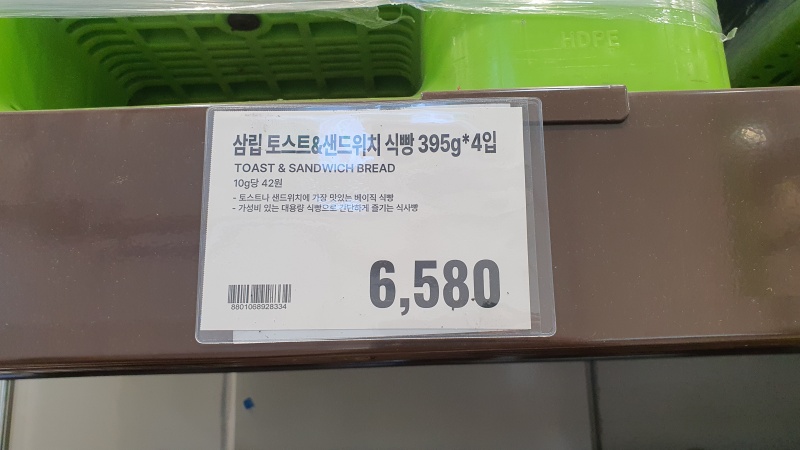 HDPE
삼립 토스트&샌드위치 식빵 395g*4입
TOAST & SANDWICH BREAD
10g당 42원
- 토스트나 샌드위치에 가장 맛있는 베이직 식빵
- 가성비 있는 대용량 식빵으로 간단하게 즐기는 식사빵
6,580
8801068928334